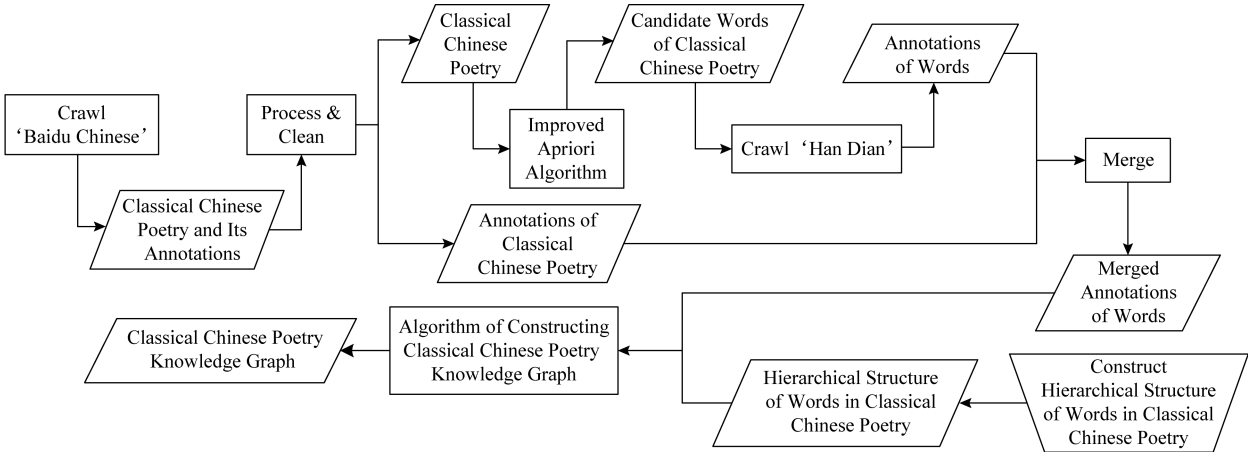 Crawl
‘Baidu Chinese’
Classical Chinese
Poetry and Its
Annotations
Process &
Clean
Classical
Chinese
Poetry
Improved
Apriori
Algorithm
Candidate Words
of Classical
Chinese Poetry
Crawl ‘Han Dian’
Annotations
of Words
Annotations of
Classical
Chinese Poetry
Merge
Merged
Annotations
of Words
Construct
Hierarchical Structure
of Words in Classical
Chinese Poetry
Hierarchical Structure
of Words in Classical
Chinese Poetry
Algorithm of Constructing
Classical Chinese Poetry
Knowledge Graph
Classical Chinese Poetry
Knowledge Graph